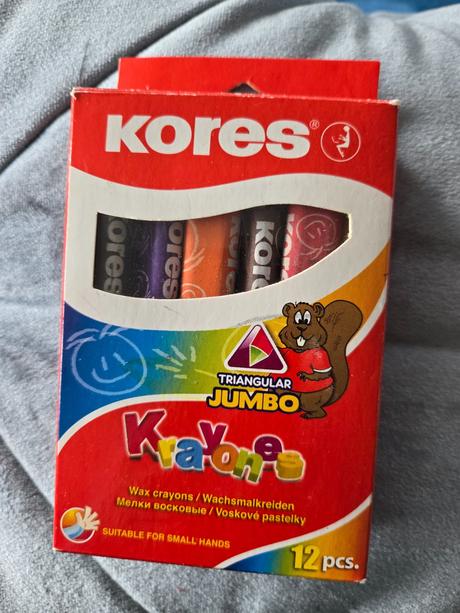 KORES®
Kores
Kores
Kores
Kores
TRIANGULAR
JUMBO
Krayones
Wax crayons / Wachsmalkreiden
Мелки восковые / Voskové pastelky
SUITABLE FOR SMALL HANDS
12 pcs.